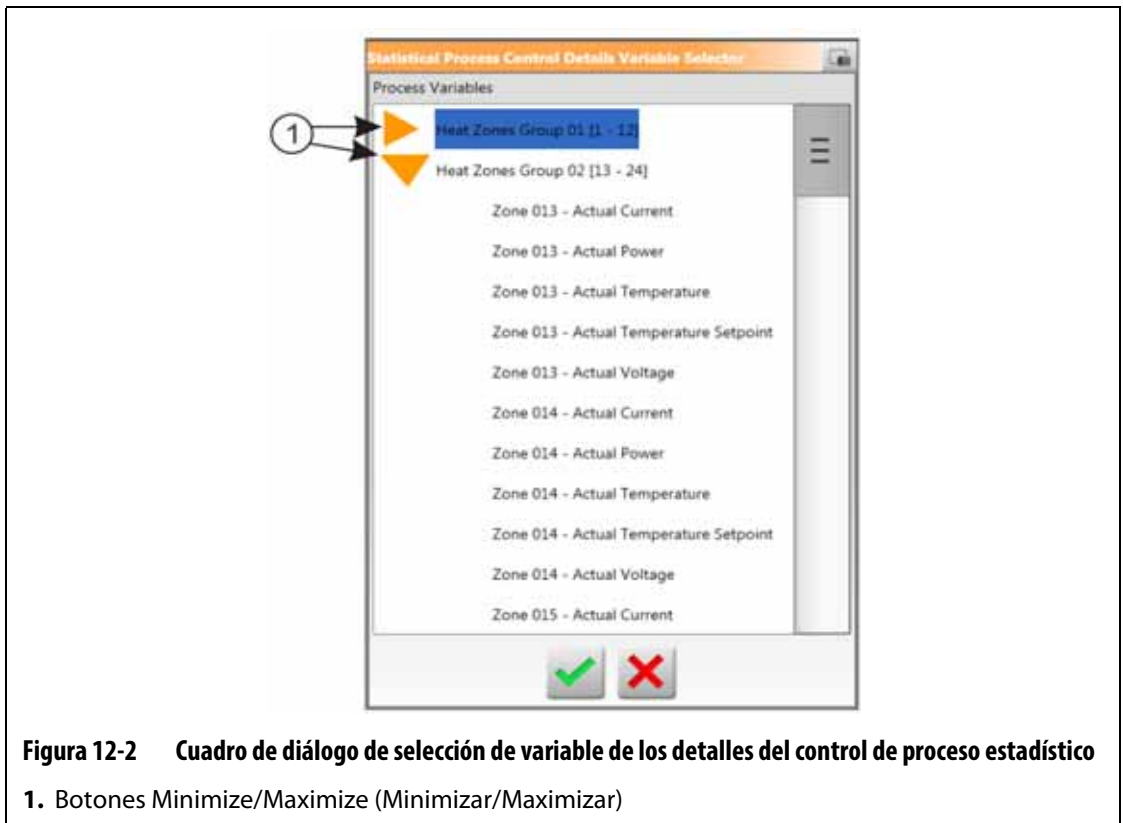 Statistical Process Control Details Variable Selector
Process Variables
1
Heat Zones Group 01 [1 - 12]
Heat Zones Group 02 [13 - 24]
Zone 013 - Actual Current
Zone 013 - Actual Power
Zone 013 - Actual Temperature
Zone 013 - Actual Temperature Setpoint
Zone 013 - Actual Voltage
Zone 014 - Actual Current
Zone 014 - Actual Power
Zone 014 - Actual Temperature
Zone 014 - Actual Temperature Setpoint
Zone 014 - Actual Voltage
Zone 015 - Actual Current
Figura 12-2 Cuadro de diálogo de selección de variable de los detalles del control de proceso estadístico
1. Botones Minimize/Maximize (Minimizar/Maximizar)